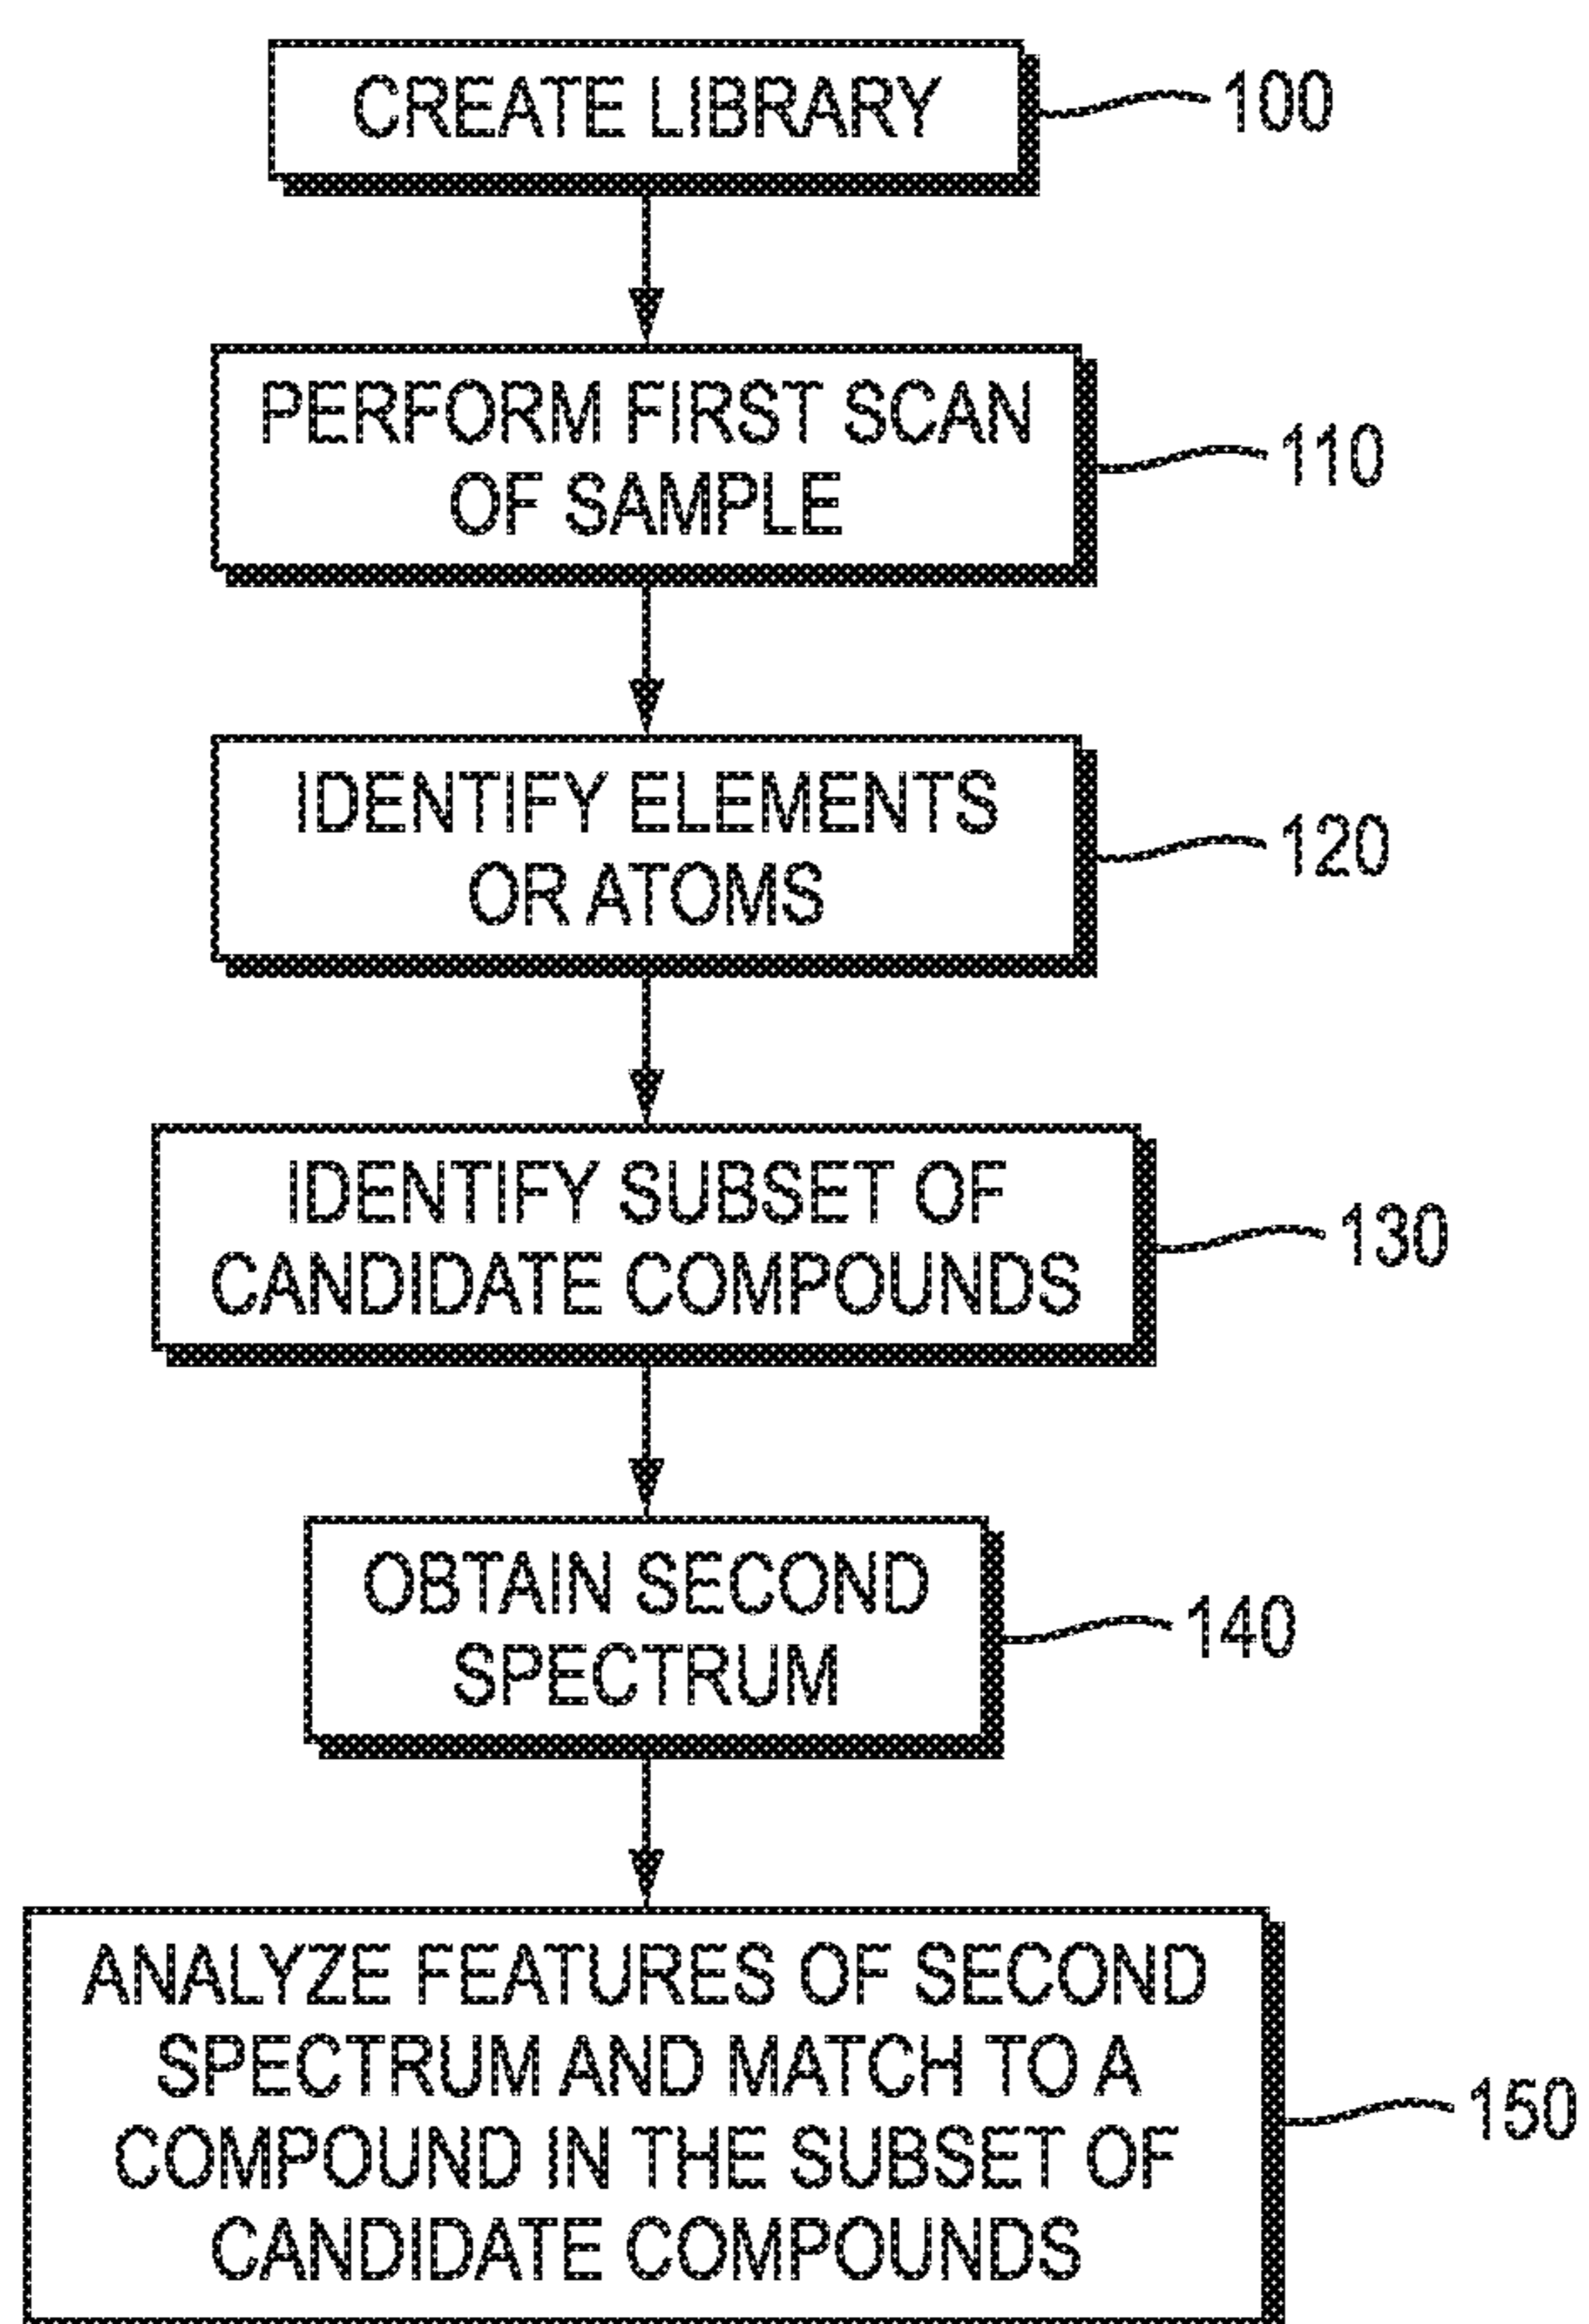 CREATE LIBRARY
100
PERFORM FIRST SCAN
OF SAMPLE
110
IDENTIFY ELEMENTS
OR ATOMS
120
IDENTIFY SUBSET OF
CANDIDATE COMPOUNDS
130
OBTAIN SECOND
SPECTRUM
140
ANALYZE FEATURES OF SECOND
SPECTRUM AND MATCH TO A
COMPOUND IN THE SUBSET OF
CANDIDATE COMPOUNDS
150